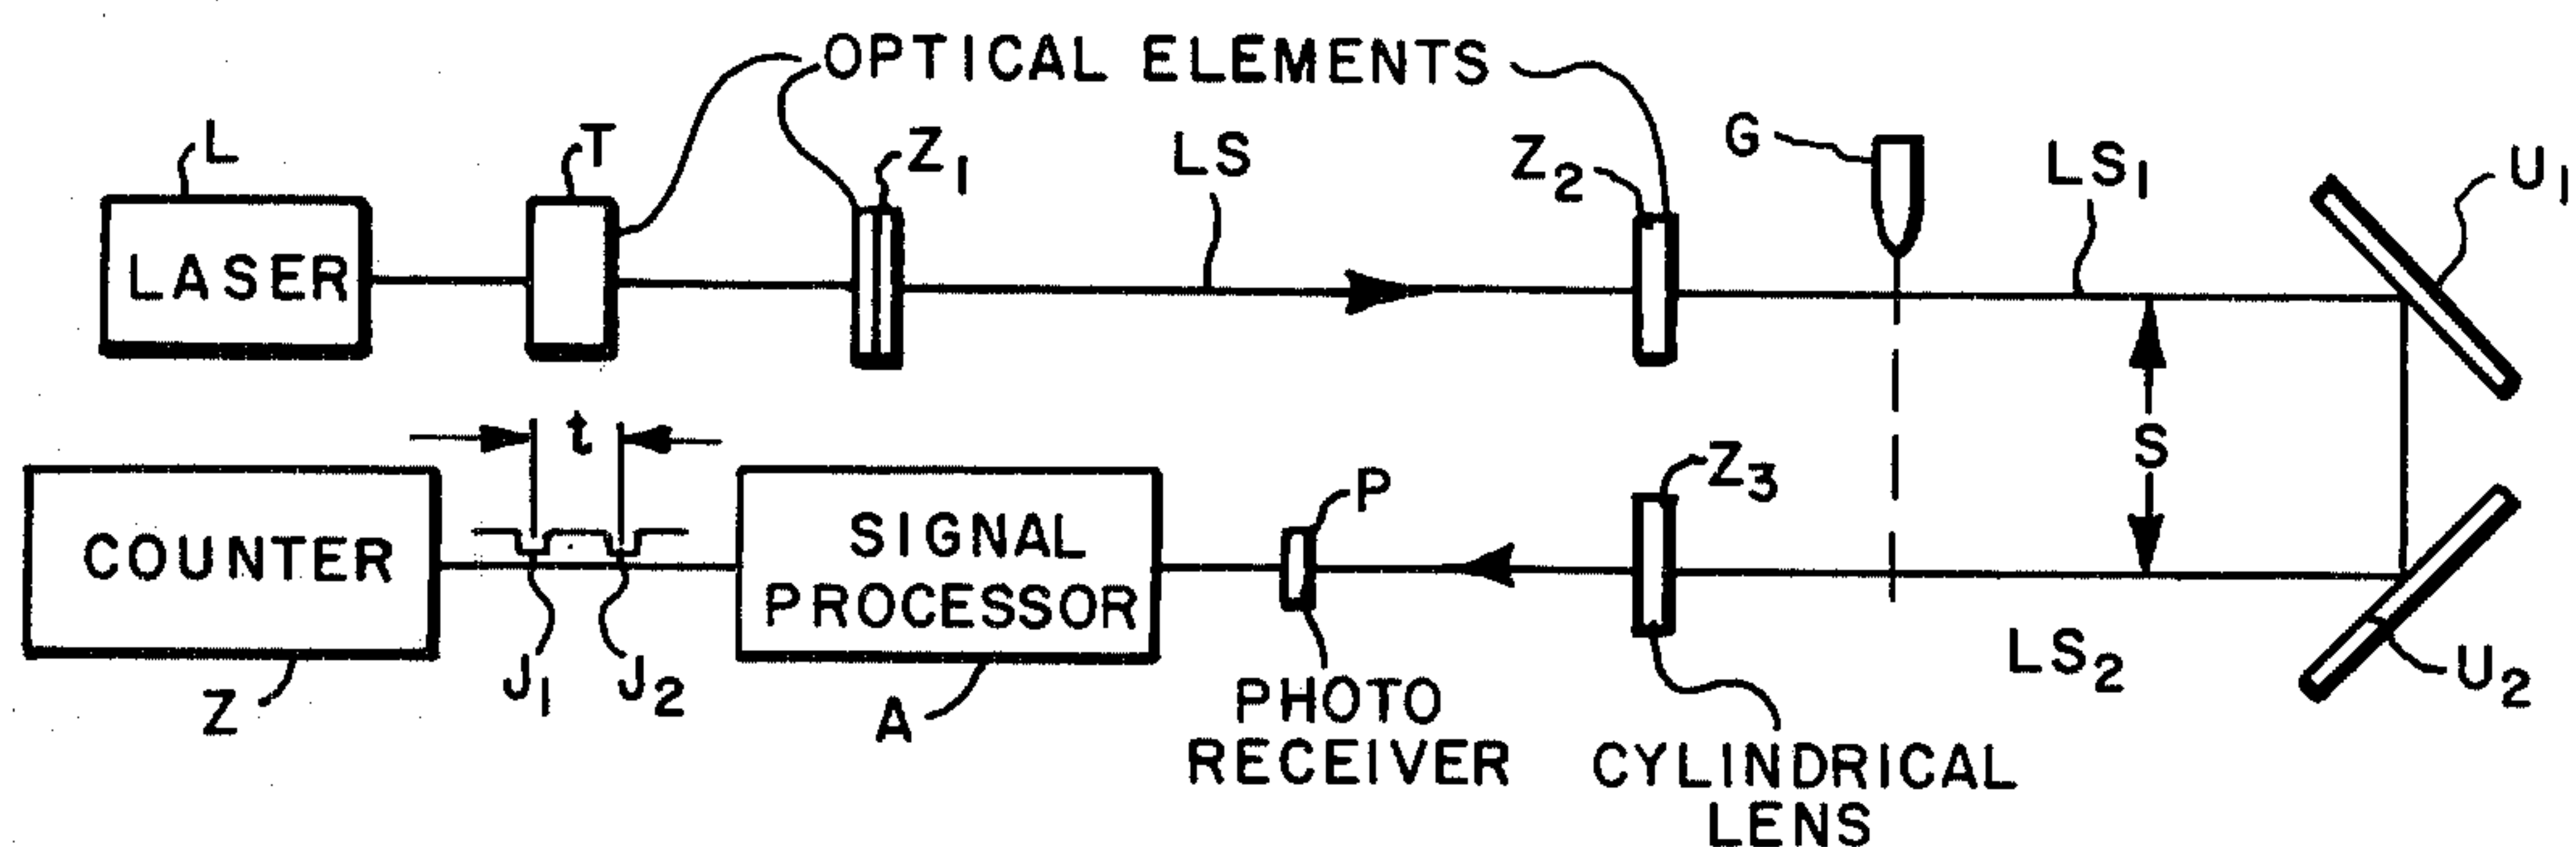 OPTICAL ELEMENTS
L
T
Z1
LS
Z2
G
LS1
U1
LASER
t
S
Z3
P
COUNTER
SIGNAL
PROCESSOR
Z
J1
J2
A
PHOTO
RECEIVER
CYLINDRICAL
LENS
LS2
U2